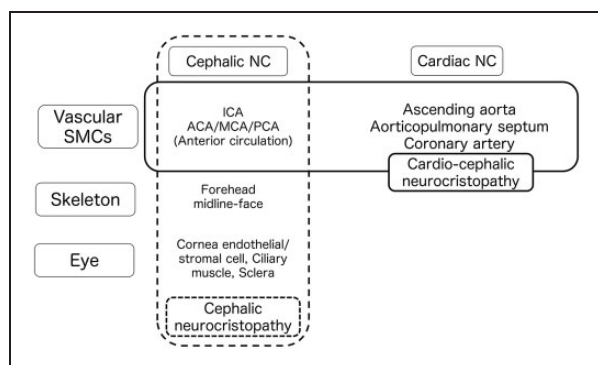 Cephalic NC
Cardiac NC
Vascular
SMCs
ICA
ACA/MCA/PCA
(Anterior circulation)
Ascending aorta
Aorticopulmonary septum
Coronary artery
Cardio-cephalic
neurocristopathy
Skeleton
Forehead
midline-face
Eye
Cornea endothelial/
stromal cell, Ciliary
muscle, Sclera
Cephalic
neurocristopathy